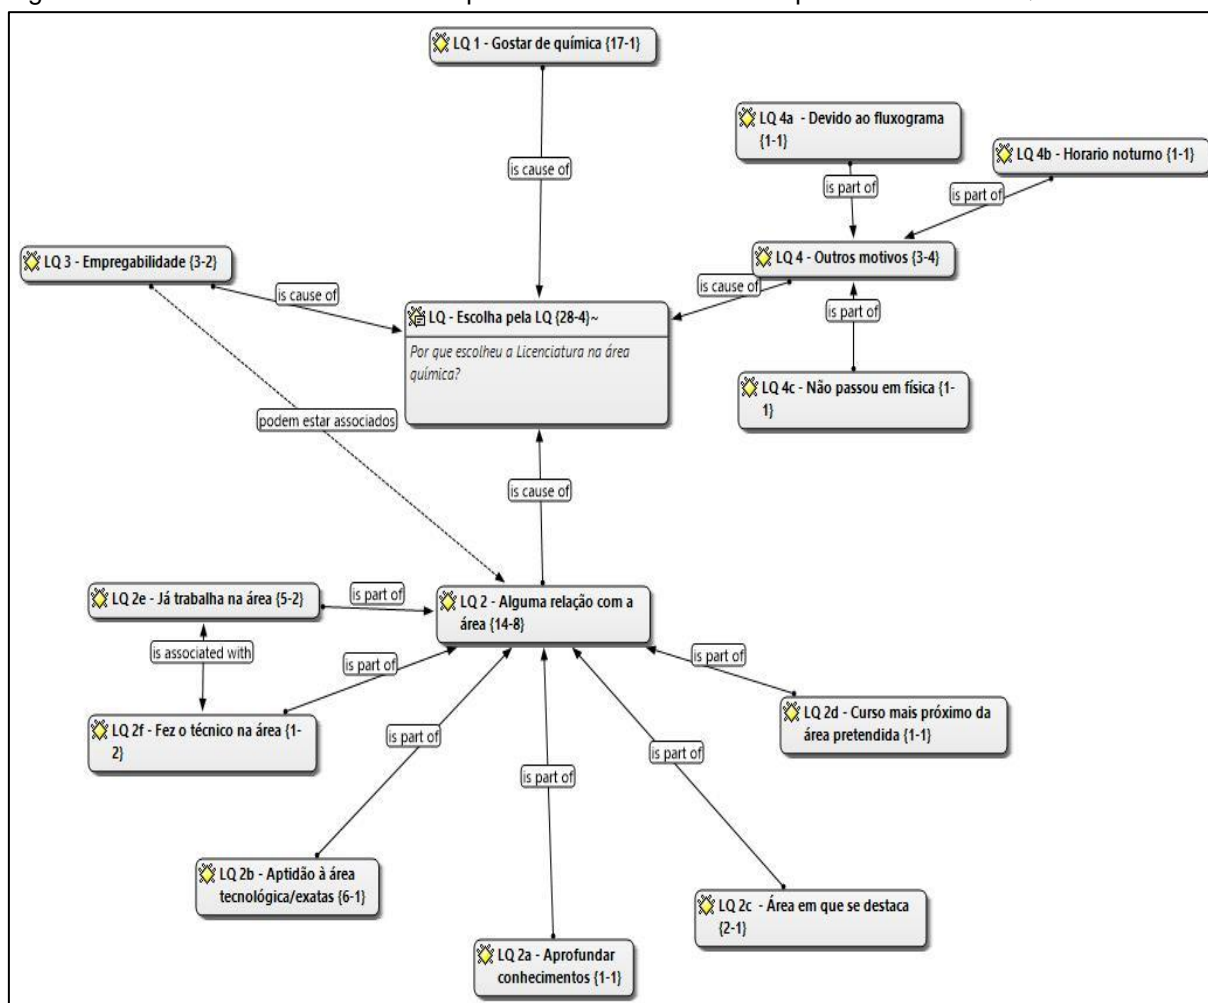 LQ 1 - Gostar de química {17-1}
LQ 4a - Devido ao fluxograma
{1-1}
LQ 4b - Horario noturno {1-1}
is cause of
is part of
is part of
LQ 3 - Empregabilidade {3-2}
LQ 4 - Outros motivos {3-4}
is cause of
is cause of
LQ - Escolha pela LQ {28-4}~
Por que escolheu a Licenciatura na área
química?
is part of
LQ 4c - Não passou em física {1-
1}
podem estar associados
is cause of
LQ 2e - Já trabalha na área {5-2}
is part of
LQ 2 - Alguma relação com a
área {14-8}
is associated with
is part of
is part of
LQ 2f - Fez o técnico na área {1-
2}
LQ 2d - Curso mais próximo da
área pretendida {1-1}
is part of
is part of
is part of
LQ 2b - Aptidão à área
tecnológica/exatas {6-1}
LQ 2c - Área em que se destaca
{2-1}
LQ 2a - Aprofundar
conhecimentos {1-1}